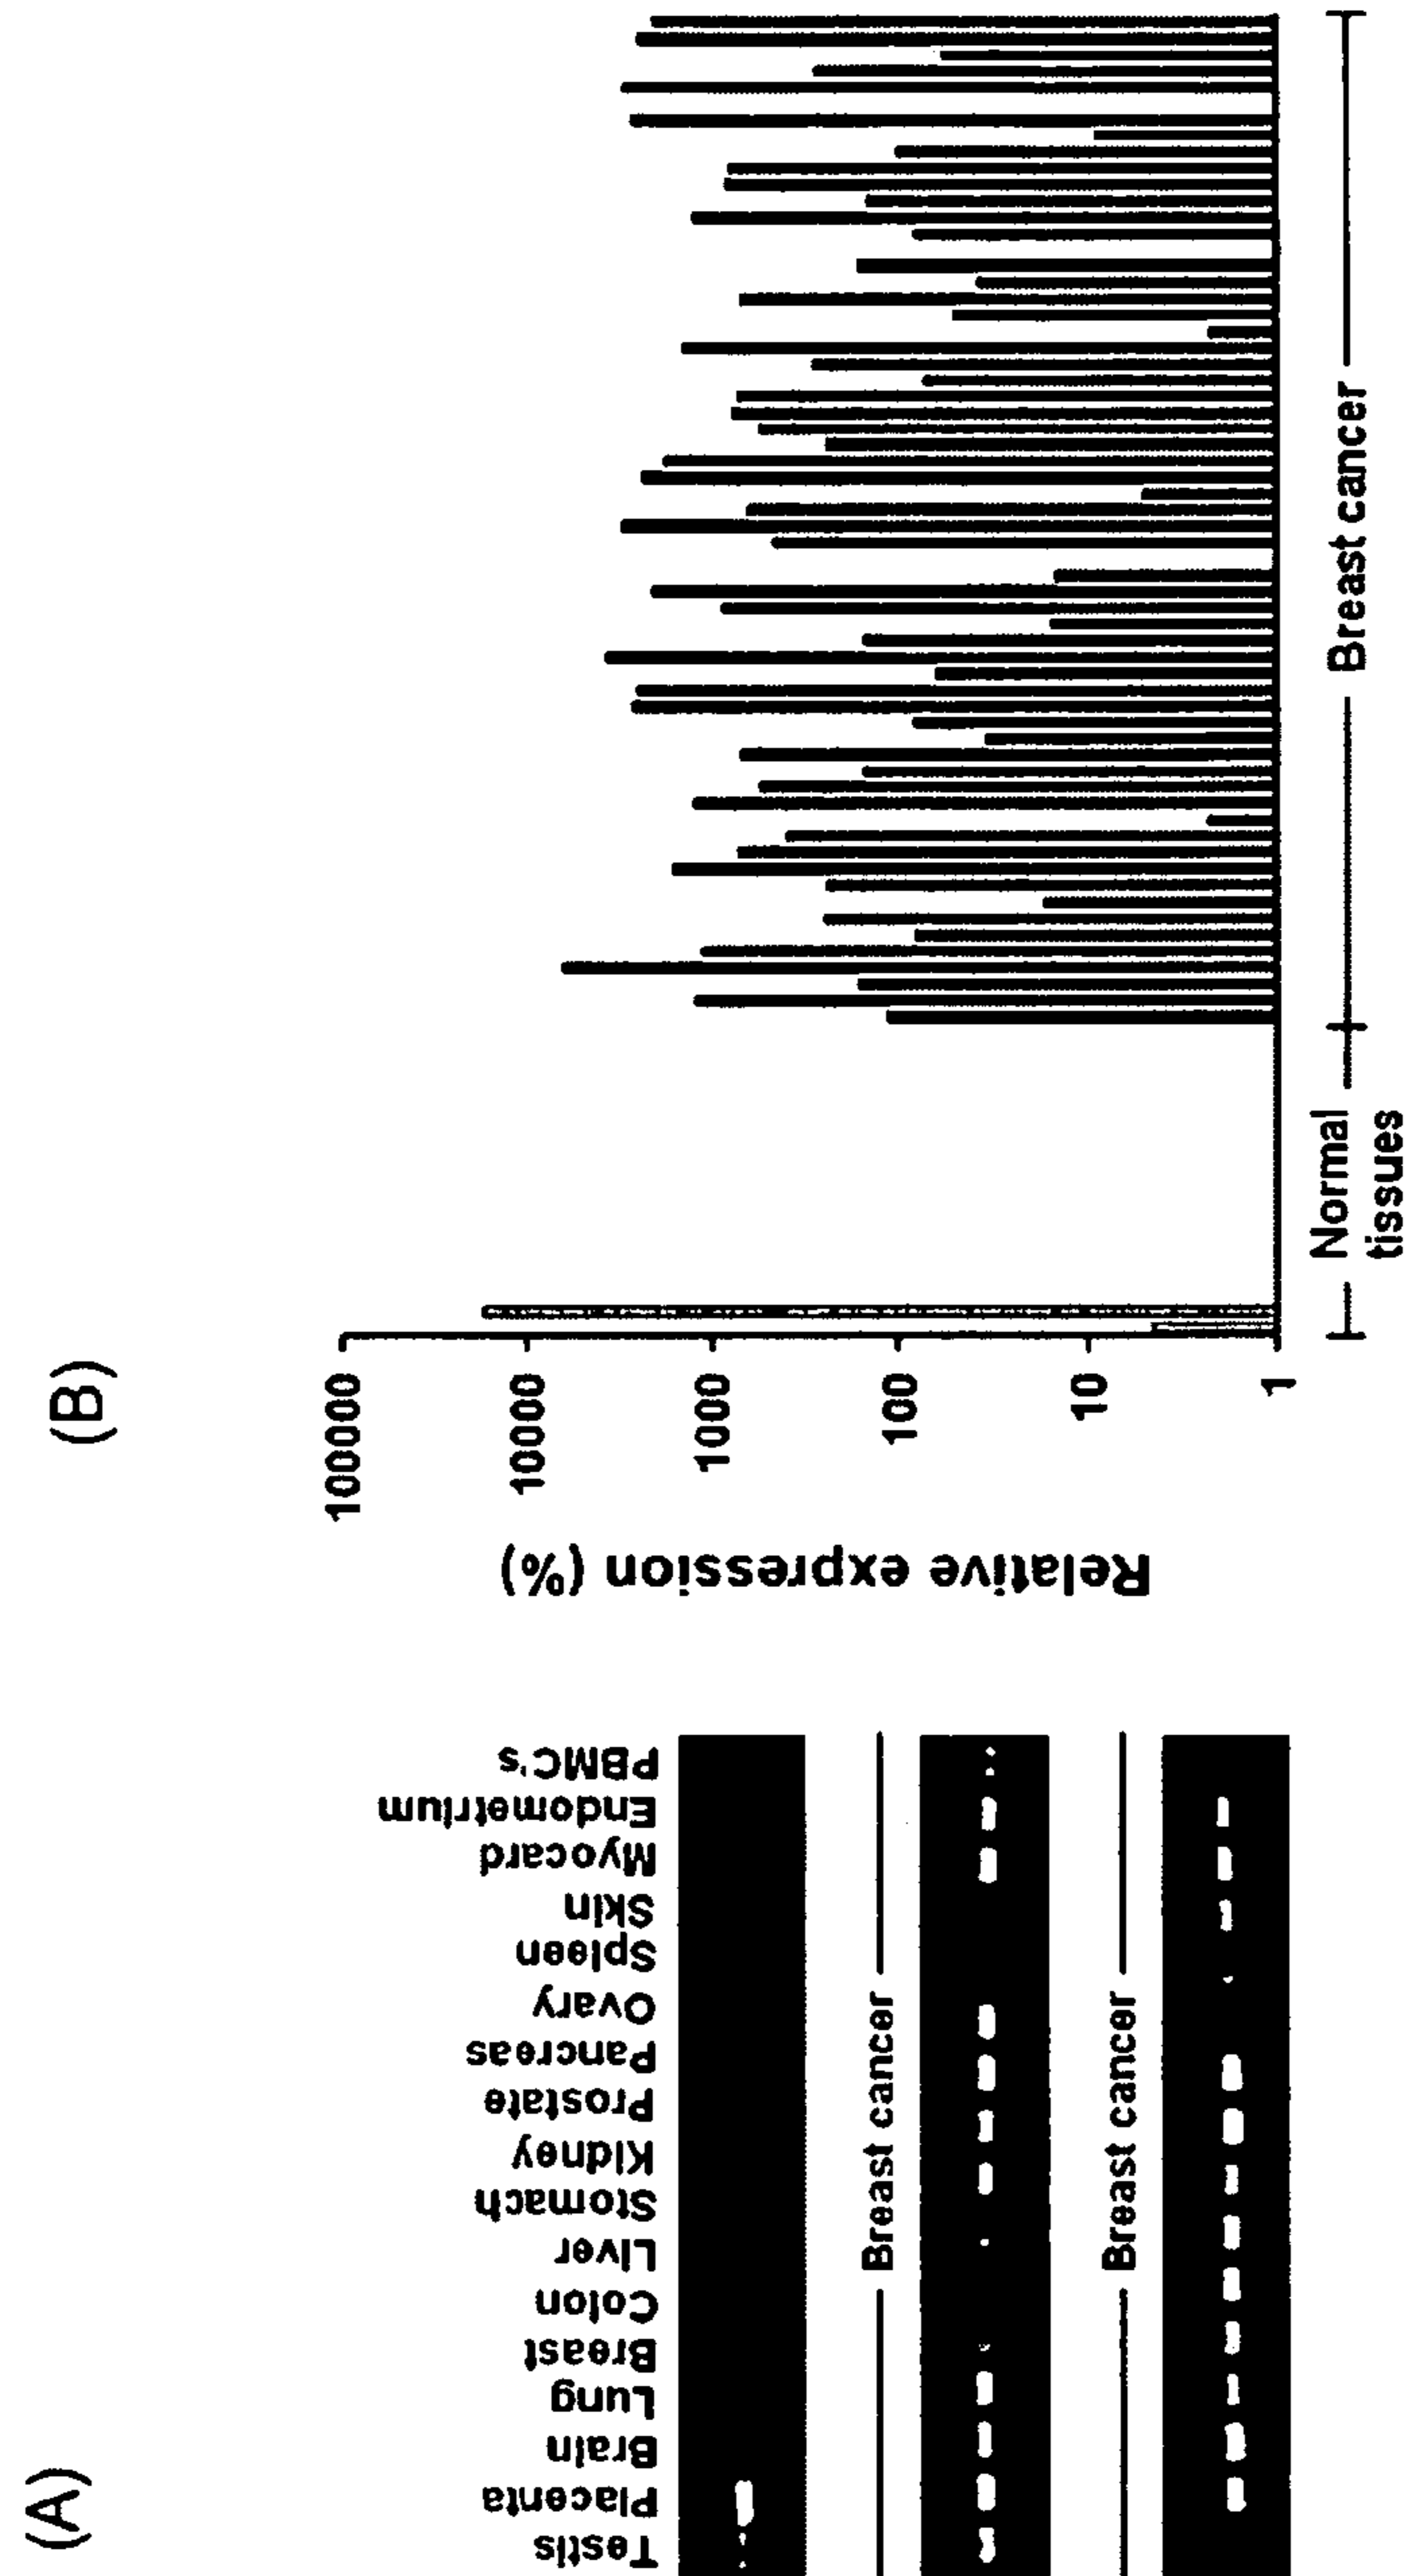 (A)
Testis
Placenta
Brain
Lung
Breast
Colon
Liver
Stomach
Kidney
Prostate
Pancreas
Ovary
Spleen
Skin
Myocard
Endometrium
PBMC's
Breast cancer
Breast cancer
(B)
Relative expression (%)
100000
10000
1000
100
10
1
Normal
tissues
Breast cancer